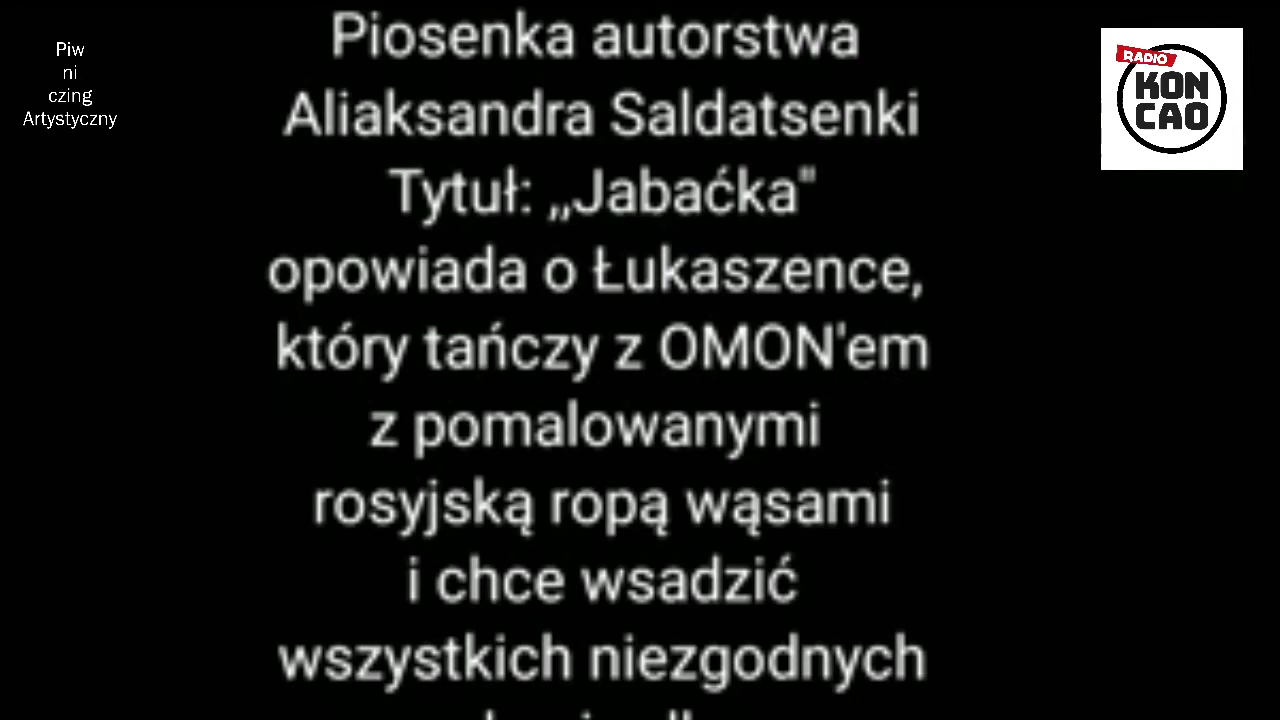 Piw
ni
czing
Artystyczny
RADIO
KON
CAO
Piosenka autorstwa
Aliaksandra Saldatsenki
Tytuł: ,,Jabaćka"
opowiada o Łukaszence,
który tańczy z OMON'em
z pomalowanymi
rosyjską ropą wąsami
i chce wsadzić
wszystkich niezgodnych